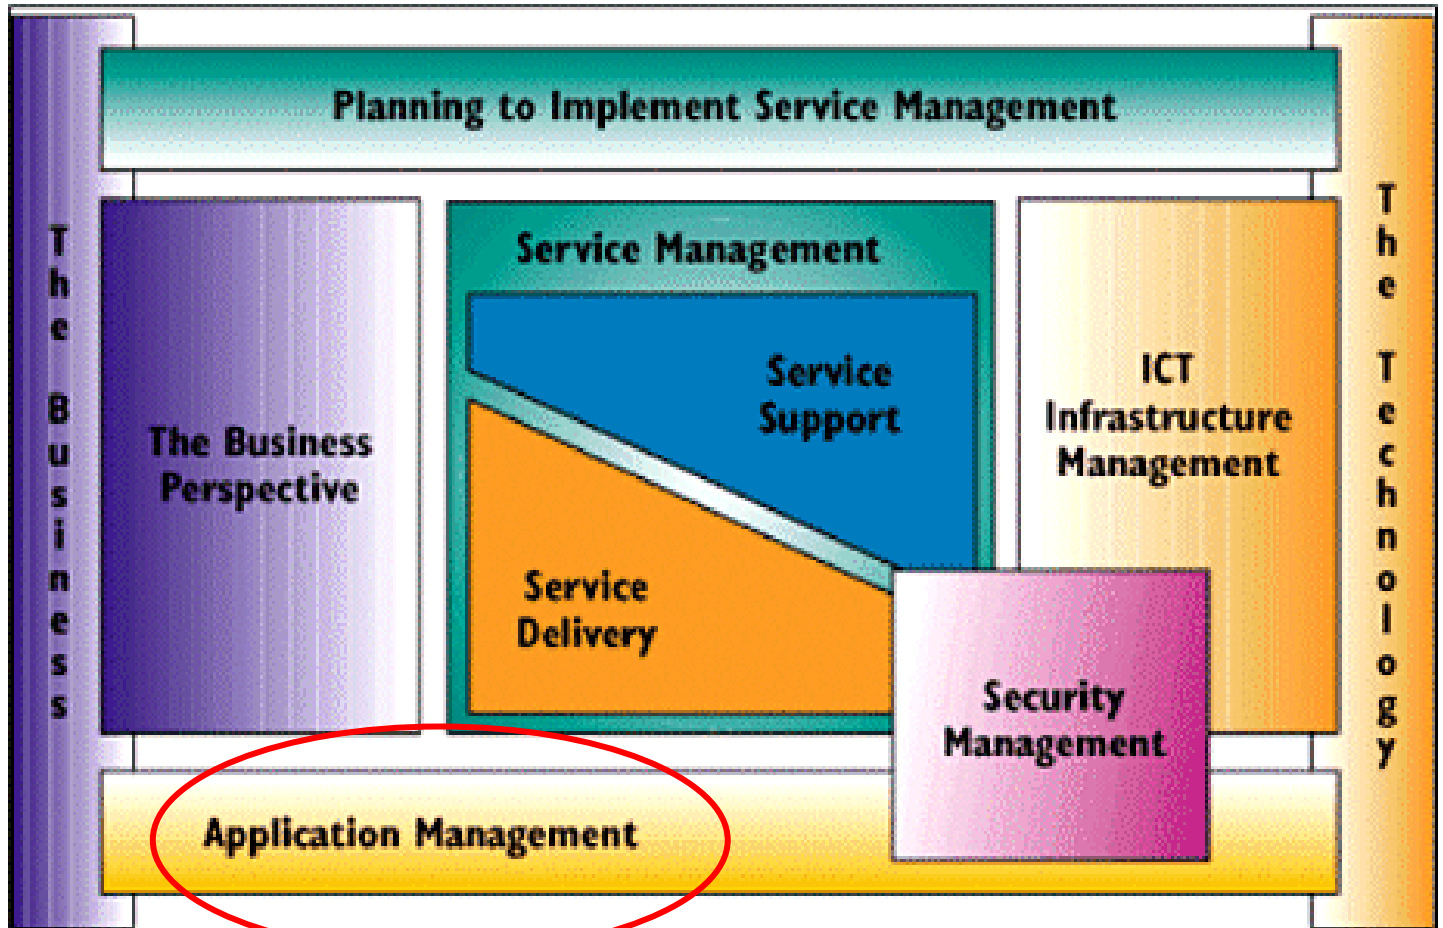 Planning to Implement Service Management
The Business
The Business
Perspective
Service Management
Service
Support
Service
Delivery
ICT
Infrastructure
Management
Security
Management
The Technology
Application Management